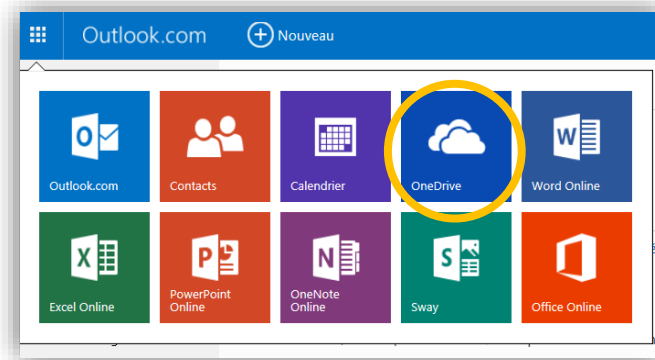 Outlook.com Nouveau
Outlook.com Contacts Calendrier OneDrive Word Online
Excel Online PowerPoint Online OneNote Online Sway Office Online